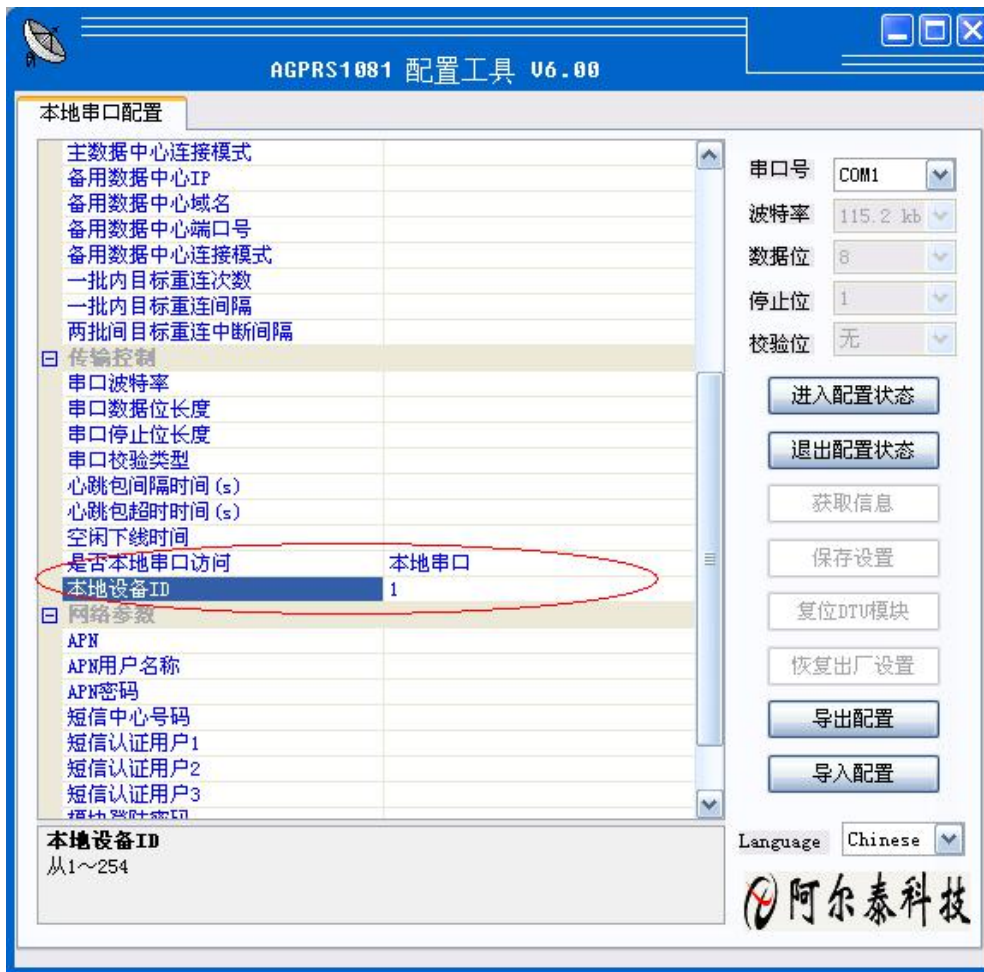 AGPRS1081 配置工具 V6.00
本地串口配置
主数据中心连接模式
备用数据中心IP
备用数据中心域名
备用数据中心端口号
备用数据中心连接模式
一批内目标重连次数
一批内目标重连间隔
两批间目标重连中断间隔
传输控制
串口波特率
串口数据位长度
串口停止位长度
串口校验类型
心跳包间隔时间(s)
心跳包超时时间(s)
空闲下线时间
是否本地串口访问 本地串口
本地设备ID 1
网络参数
APN
APN用户名称
APN密码
短信中心号码
短信认证用户1
短信认证用户2
短信认证用户3
模块登陆密码
本地设备ID
从1～254
串口号 COM1
波特率 115.2 kb
数据位 8
停止位 1
校验位 无
进入配置状态
退出配置状态
获取信息
保存设置
复位DTU模块
恢复出厂设置
导出配置
导入配置
Language Chinese
阿尔泰科技